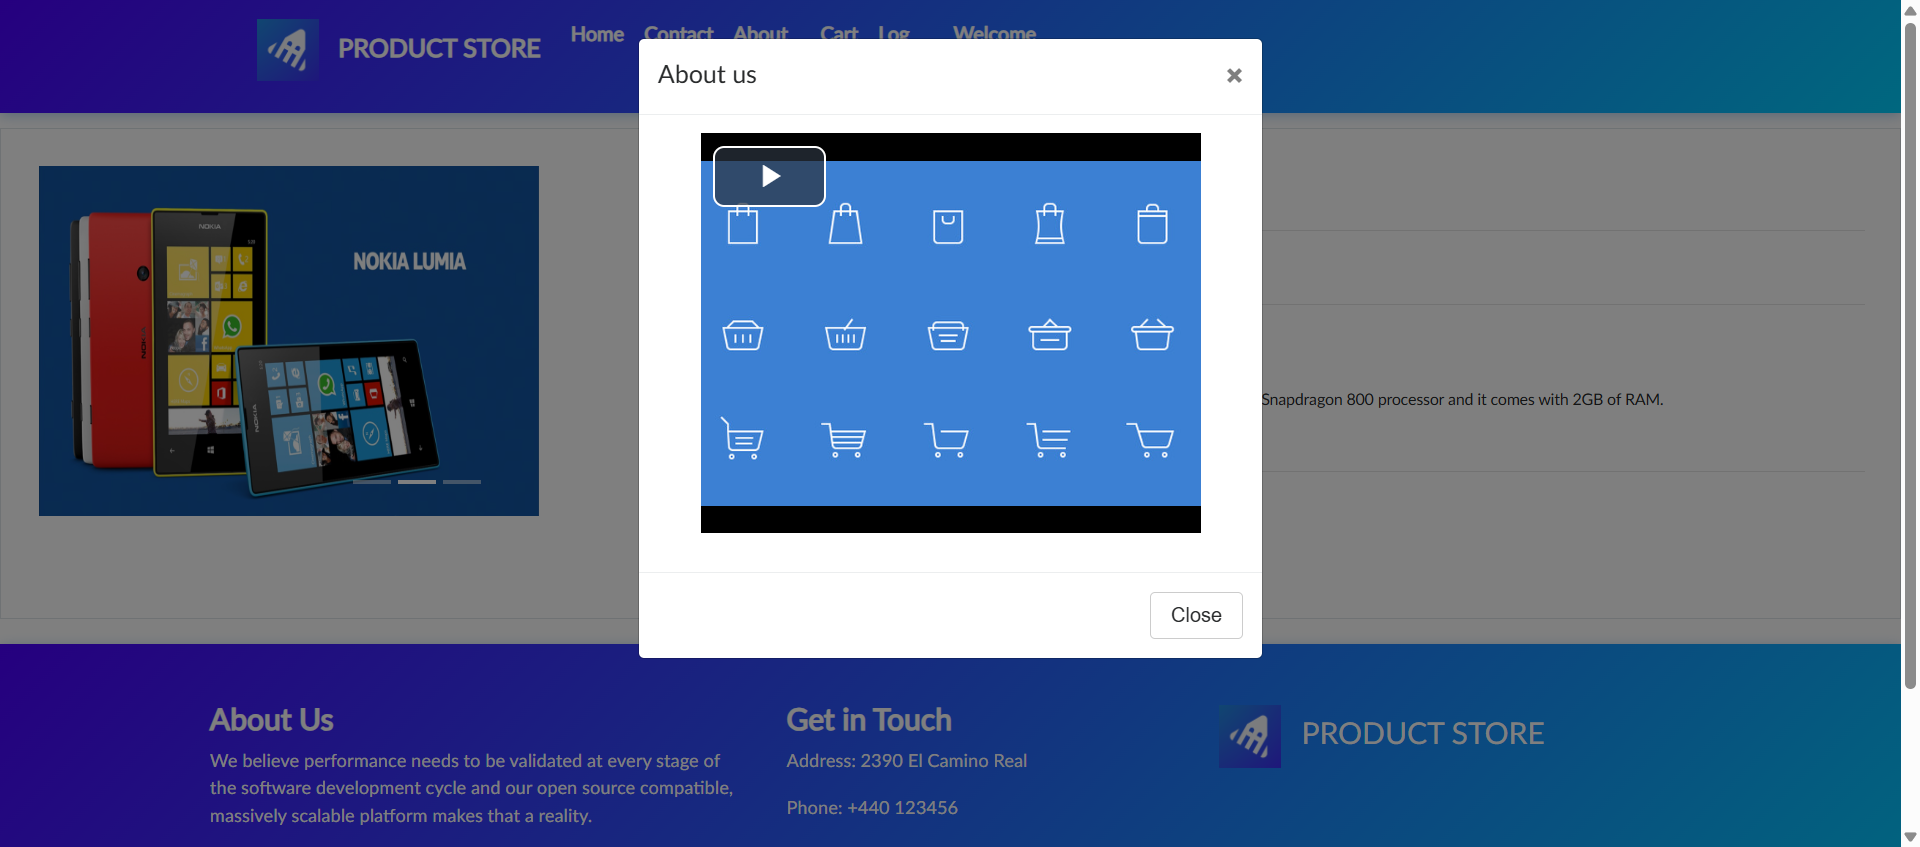 PRODUCT STORE
Home Contact About Cart Log Welcome
About us
NOKIA LUMIA
NOKIA
Snapdragon 800 processor and it comes with 2GB of RAM.
Close
About Us
We believe performance needs to be validated at every stage of
the software development cycle and our open source compatible,
massively scalable platform makes that a reality.
Get in Touch
Address: 2390 El Camino Real
Phone: +440 123456
PRODUCT STORE